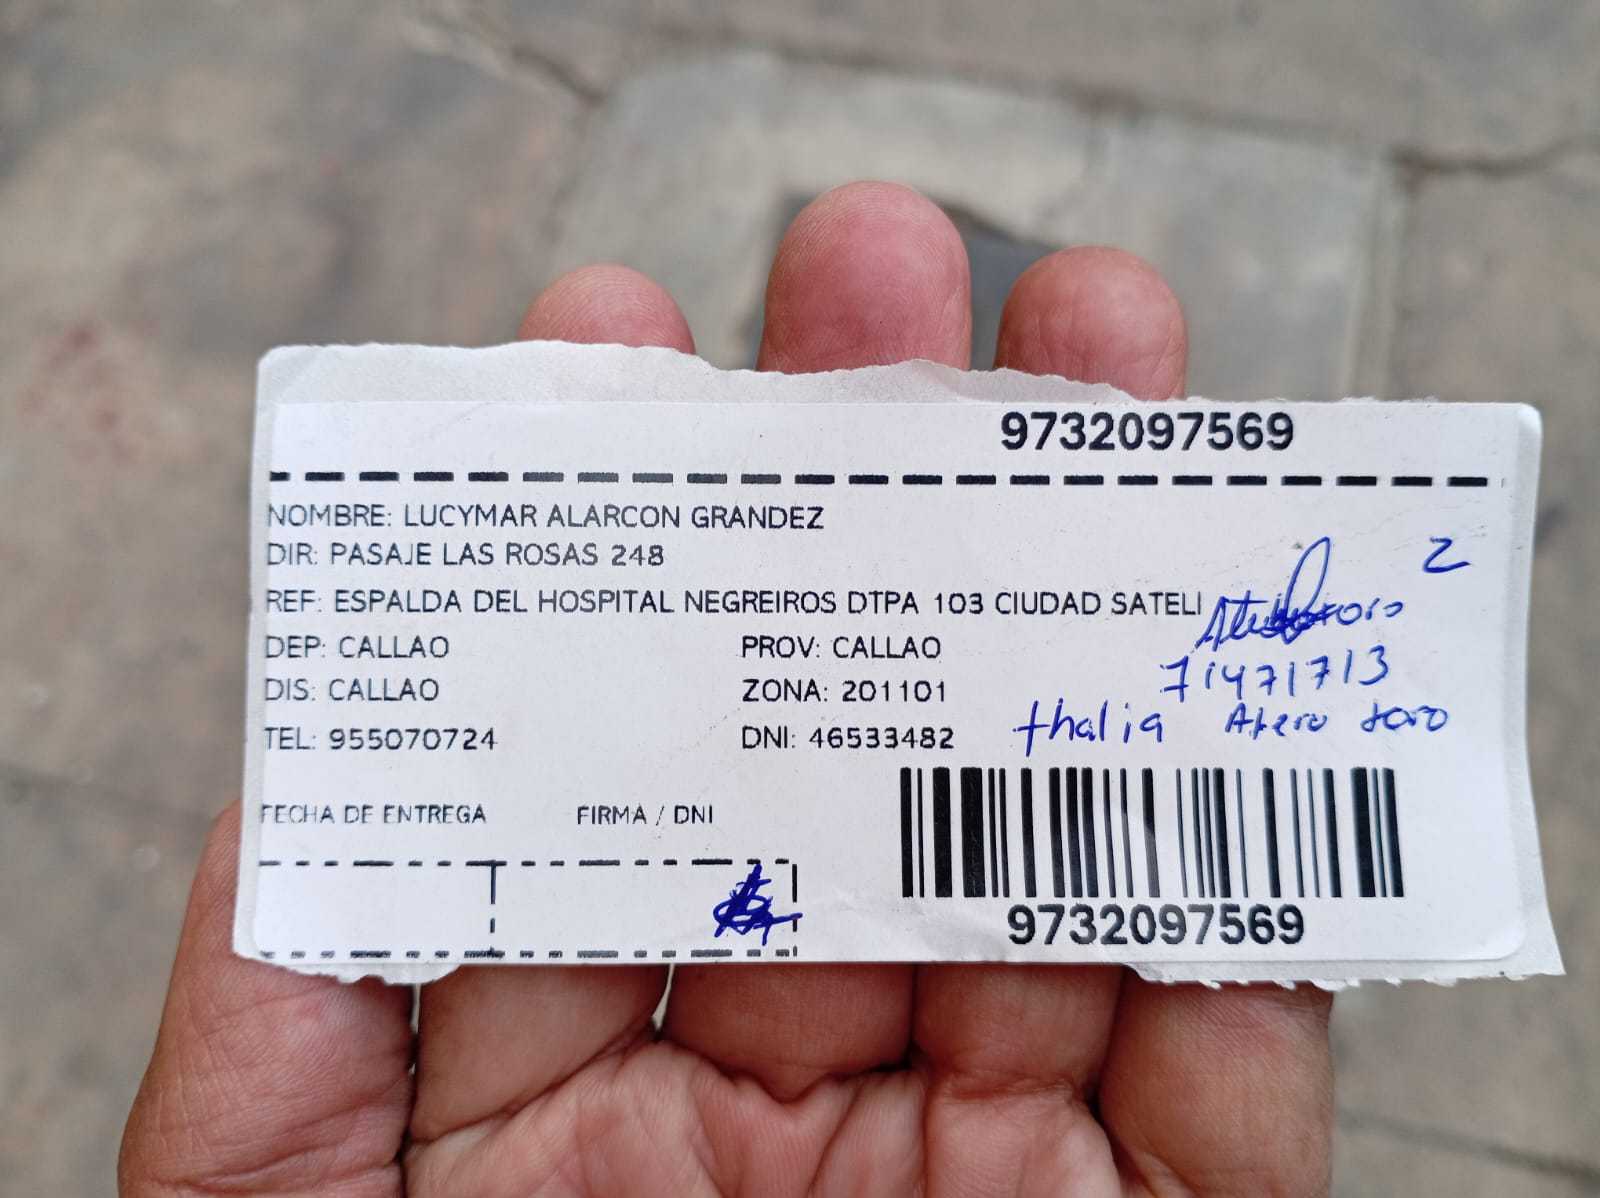 9732097569
NOMBRE: LUCYMAR ALARCON GRANDEZ
DIR: PASAJE LAS ROSAS 248
2
REF: ESPALDA DEL HOSPITAL NEGREIROS DTPA 103 CIUDAD SATELI
DEP: CALLAO PROV: CALLAO
71471713
DIS: CALLAO ZONA: 201101
thalia Atero toro
TEL: 955070724 DNI: 46533482
FECHA DE ENTREGA FIRMA / DNI
9732097569